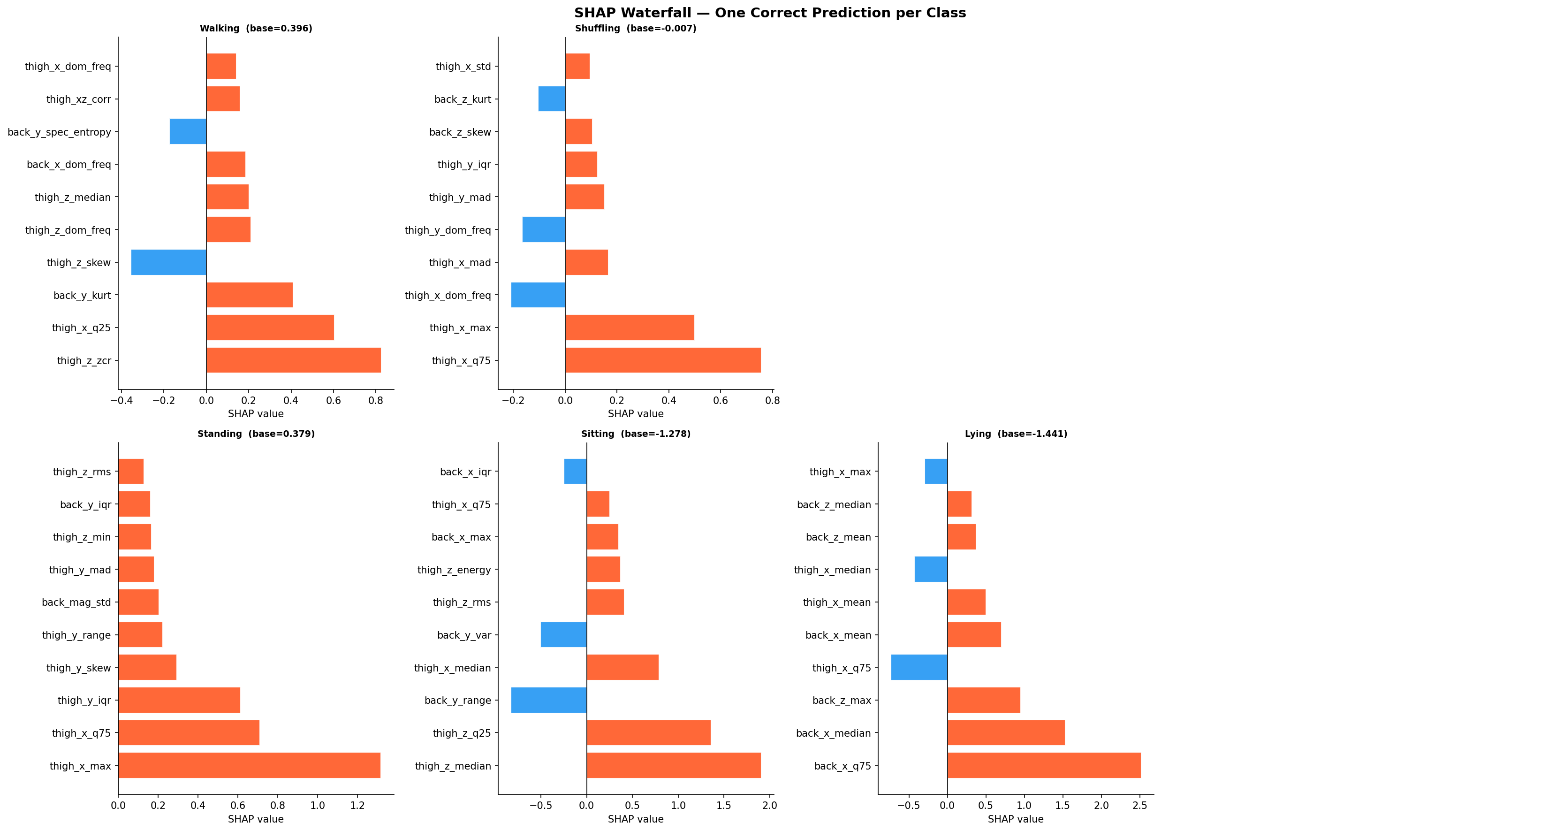 SHAP Waterfall — One Correct Prediction per Class
Walking  (base=0.396)
thigh_x_dom_freq
thigh_xz_corr
back_y_spec_entropy
back_x_dom_freq
thigh_z_median
thigh_z_dom_freq
thigh_z_skew
back_y_kurt
thigh_x_q25
thigh_z_zcr
−0.4 −0.2 0.0 0.2 0.4 0.6 0.8
SHAP value
Shuffling  (base=-0.007)
thigh_x_std
back_z_kurt
back_z_skew
thigh_y_iqr
thigh_y_mad
thigh_y_dom_freq
thigh_x_mad
thigh_x_dom_freq
thigh_x_max
thigh_x_q75
−0.2 0.0 0.2 0.4 0.6 0.8
SHAP value
Standing  (base=0.379)
thigh_z_rms
back_y_iqr
thigh_z_min
thigh_y_mad
back_mag_std
thigh_y_range
thigh_y_skew
thigh_y_iqr
thigh_x_q75
thigh_x_max
0.0 0.2 0.4 0.6 0.8 1.0 1.2
SHAP value
Sitting  (base=-1.278)
back_x_iqr
thigh_x_q75
back_x_max
thigh_z_energy
thigh_z_rms
back_y_var
thigh_x_median
back_y_range
thigh_z_q25
thigh_z_median
−0.5 0.0 0.5 1.0 1.5 2.0
SHAP value
Lying  (base=-1.441)
thigh_x_max
back_z_median
back_z_mean
thigh_x_median
thigh_x_mean
back_x_mean
thigh_x_q75
back_z_max
back_x_median
back_x_q75
−0.5 0.0 0.5 1.0 1.5 2.0 2.5
SHAP value